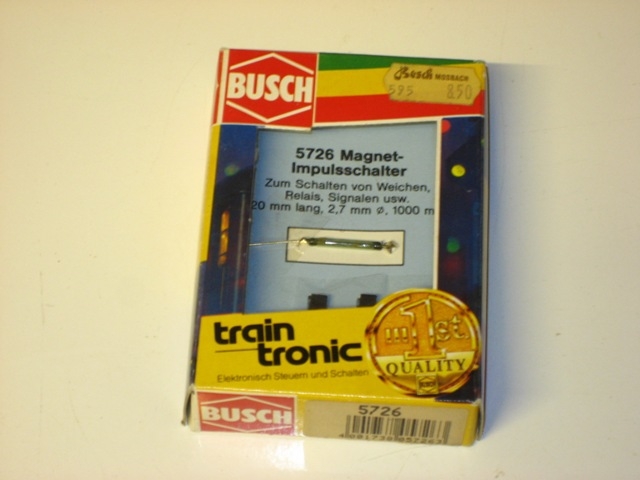 BUSCH
Besch MOSBACH
595 850
5726 Magnet-
Impulsschalter
Zum Schalten von Weichen,
Relais, Signalen usw.
20 mm lang, 2,7 mm ø, 1000 m
train
tronic
Elektronisch Steuern und Schalten
1st.
QUALITY
BUSCH
5726